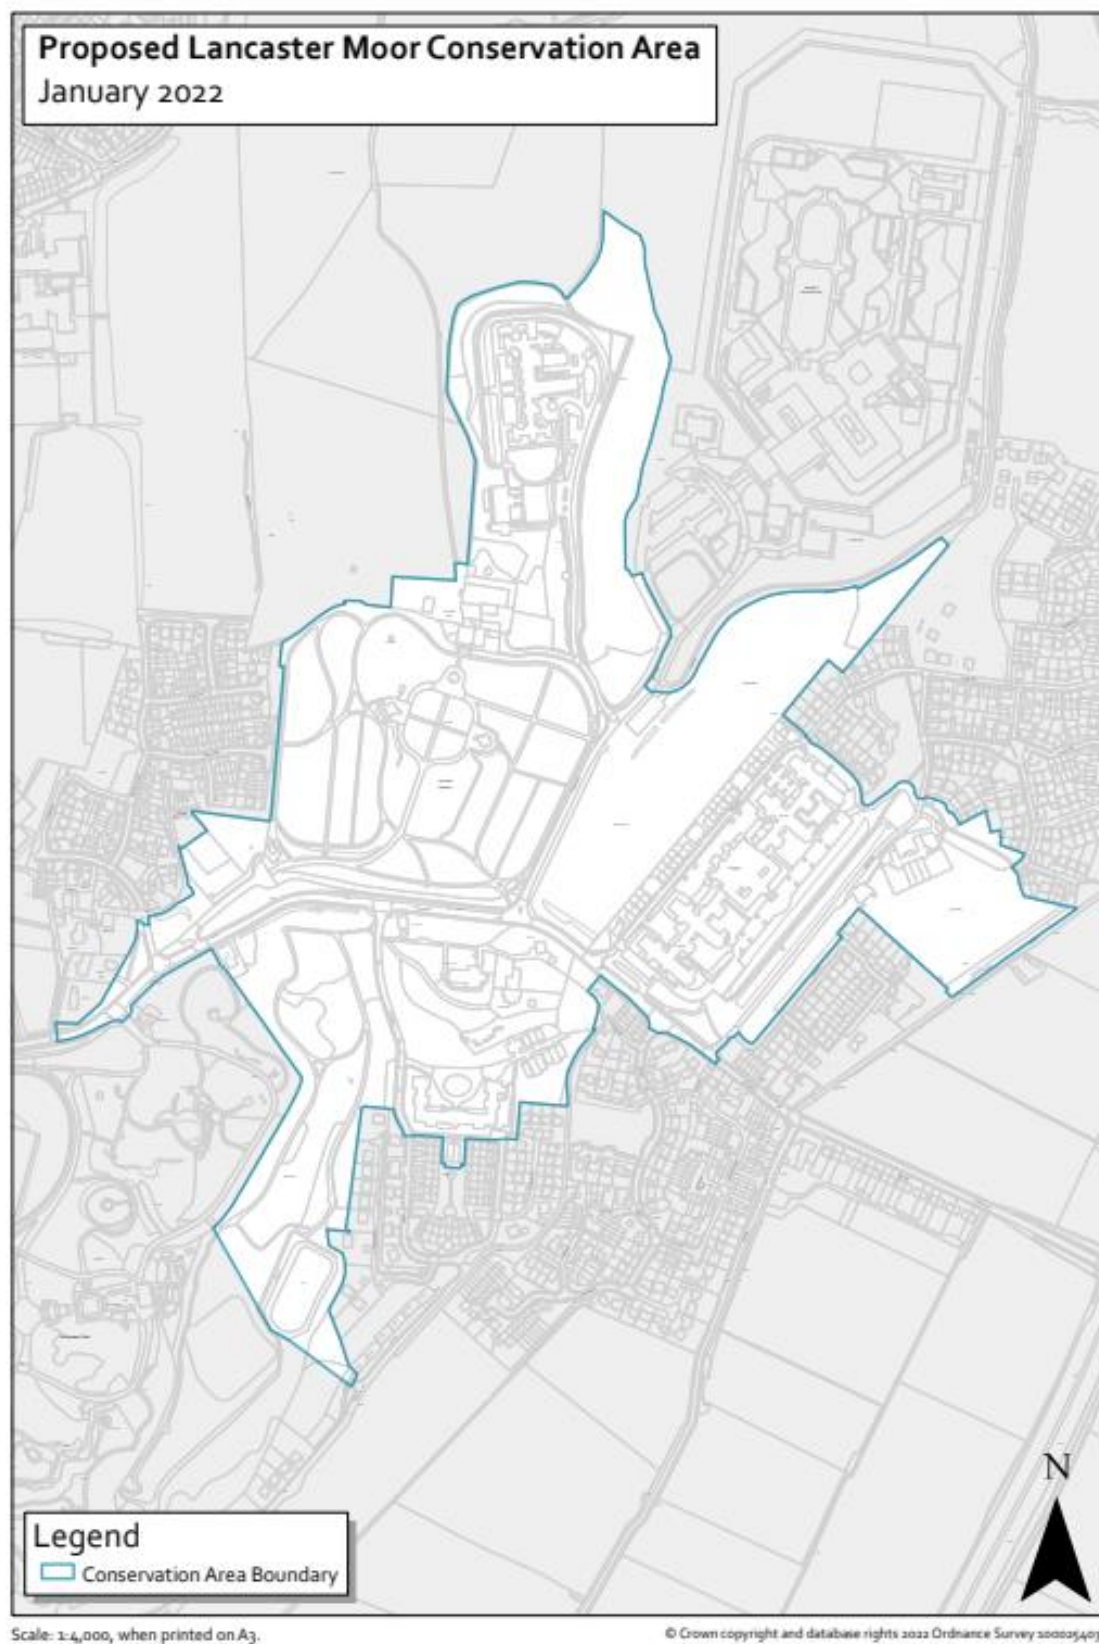 Proposed Lancaster Moor Conservation Area
January 2022
N
Legend
Conservation Area Boundary
Scale: 1:4,000, when printed on A3.
© Crown copyright and database rights 2022 Ordnance Survey 100025403